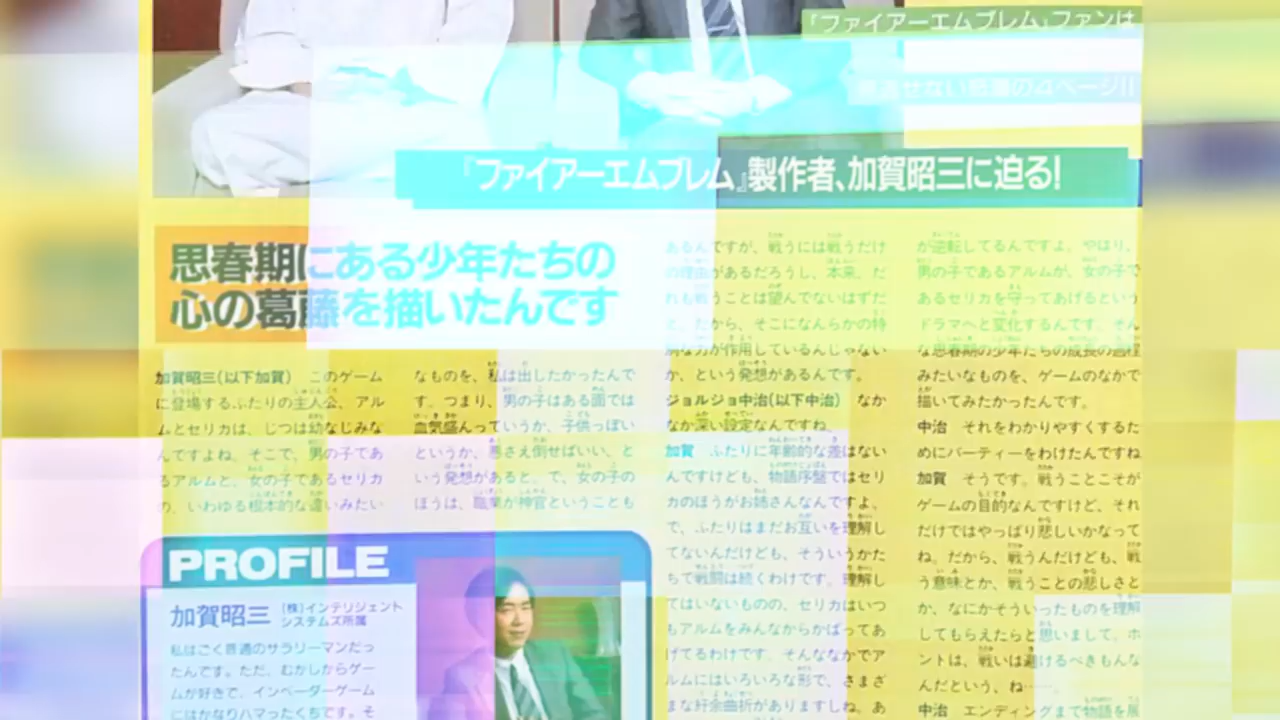 『ファイアーエムブレム』ファンは
見逃せない怒濤の4ページ!!
『ファイアーエムブレム』製作者、加賀昭三に迫る!
思春期にある少年たちの
心の葛藤を描いたんです
加賀昭三(以下加賀) このゲーム
に登場するふたりの主人公、アル
ムとセリカは、じつは幼なじみな
んですよね。そこで、男の子であ
るアルムと、女の子であるセリカ
の、いわゆる根本的な違いみたい
なものを、私は出したかったんで
す。つまり、男の子はある面では
血気盛んっていうか、子供っぽい
というか、悪さえ倒せばいい、と
いう発想があると。で、女の子の
ほうは、職業が神官ということも
あるんですが、戦うには戦うだけ
の理由があるだろうし、本来、だ
れも戦うことは望んでないはずだ
と。だから、そこになんらかの特
別な力が作用しているんじゃない
か、という発想があるんです。
ジョルジョ中治(以下中治) なか
なか深い設定なんですね。
加賀 ふたりに年齢的な差はない
んですけども、物語序盤ではセリ
カのほうがお姉さんなんですよ。
で、ふたりはまだお互いを理解し
てないんだけども、そういうかた
ちで戦闘は続くわけです。理解し
てはいないものの、セリカはいつ
もアルムをみんなからかばってあ
げてるわけです。そんななかでア
ルムにはいろいろな形で、さまざ
まな紆余曲折がありますしね。あ
が逆転してるんですよ。やはり、
男の子であるアルムが、女の子で
あるセリカを守ってあげるという
ドラマへと変化するんです。そん
な思春期の少年たちの成長の過程
みたいなものを、ゲームのなかで
描いてみたかったんです。
中治 それをわかりやすくするた
めにパーティーをわけたんですね
加賀 そうです。戦うことこそが
ゲームの目的なんですけど、それ
だけではやっぱり悲しいかなって
ね。だから、戦うんだけども、戦
う意味とか、戦うことの悲しさと
か、なにかそういったものを理解
してもらえたらと思いまして。ホ
ントは、戦いは避けるべきもんな
んだという、ね……。
中治 エンディングまで物語を展
PROFILE
加賀昭三 (株)インテリジェント
システムズ所属
私はごく普通のサラリーマンだっ
たんです。ただ、むかしからゲー
ムが好きで、インベーダーゲーム
にはかなりハマったくちです。そ